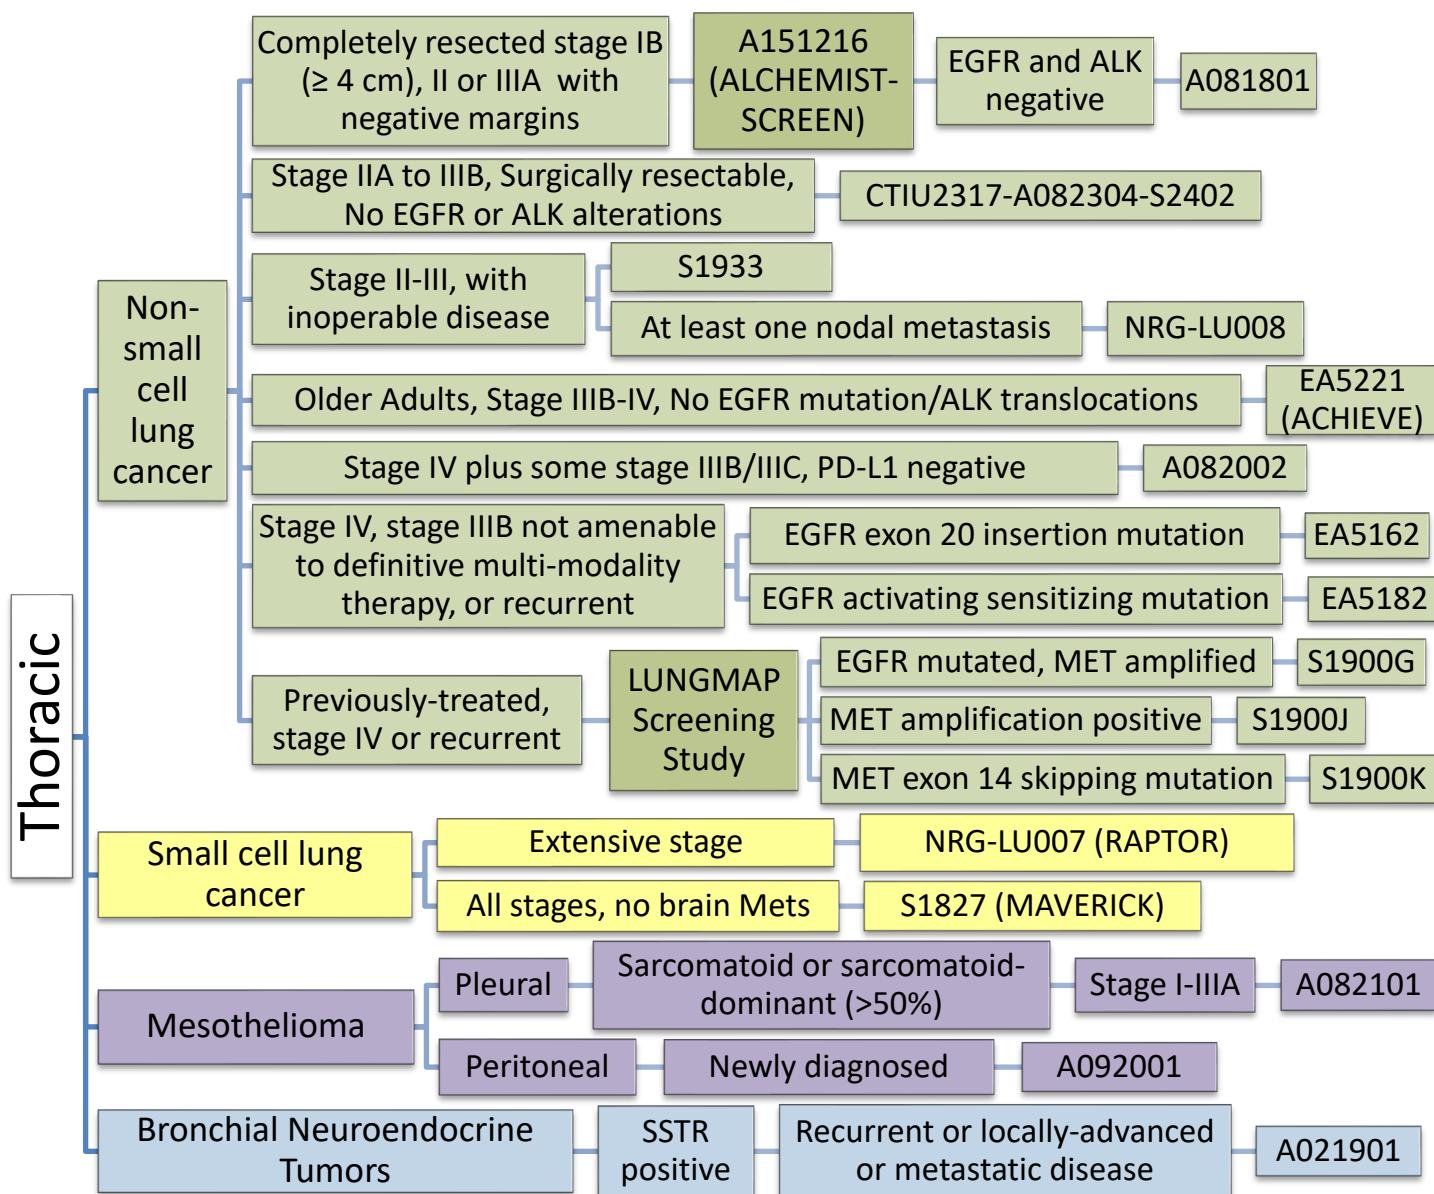 Thoracic
Non-
small
cell
lung
cancer
Completely resected stage IB
(≥ 4 cm), II or IIIA with
negative margins
A151216
(ALCHEMIST-
SCREEN)
EGFR and ALK
negative
A081801
Stage IIA to IIIB, Surgically resectable,
No EGFR or ALK alterations
CTIU2317-A082304-S2402
Stage II-III, with
inoperable disease
S1933
At least one nodal metastasis
NRG-LU008
Older Adults, Stage IIIB-IV, No EGFR mutation/ALK translocations
EA5221
(ACHIEVE)
Stage IV plus some stage IIIB/IIIC, PD-L1 negative
A082002
Stage IV, stage IIIB not amenable
to definitive multi-modality
therapy, or recurrent
EGFR exon 20 insertion mutation
EA5162
EGFR activating sensitizing mutation
EA5182
Previously-treated,
stage IV or recurrent
LUNGMAP
Screening
Study
EGFR mutated, MET amplified
S1900G
MET amplification positive
S1900J
MET exon 14 skipping mutation
S1900K
Small cell lung
cancer
Extensive stage
NRG-LU007 (RAPTOR)
All stages, no brain Mets
S1827 (MAVERICK)
Mesothelioma
Pleural
Sarcomatoid or sarcomatoid-
dominant (>50%)
Stage I-IIIA
A082101
Peritoneal
Newly diagnosed
A092001
Bronchial Neuroendocrine
Tumors
SSTR
positive
Recurrent or locally-advanced
or metastatic disease
A021901